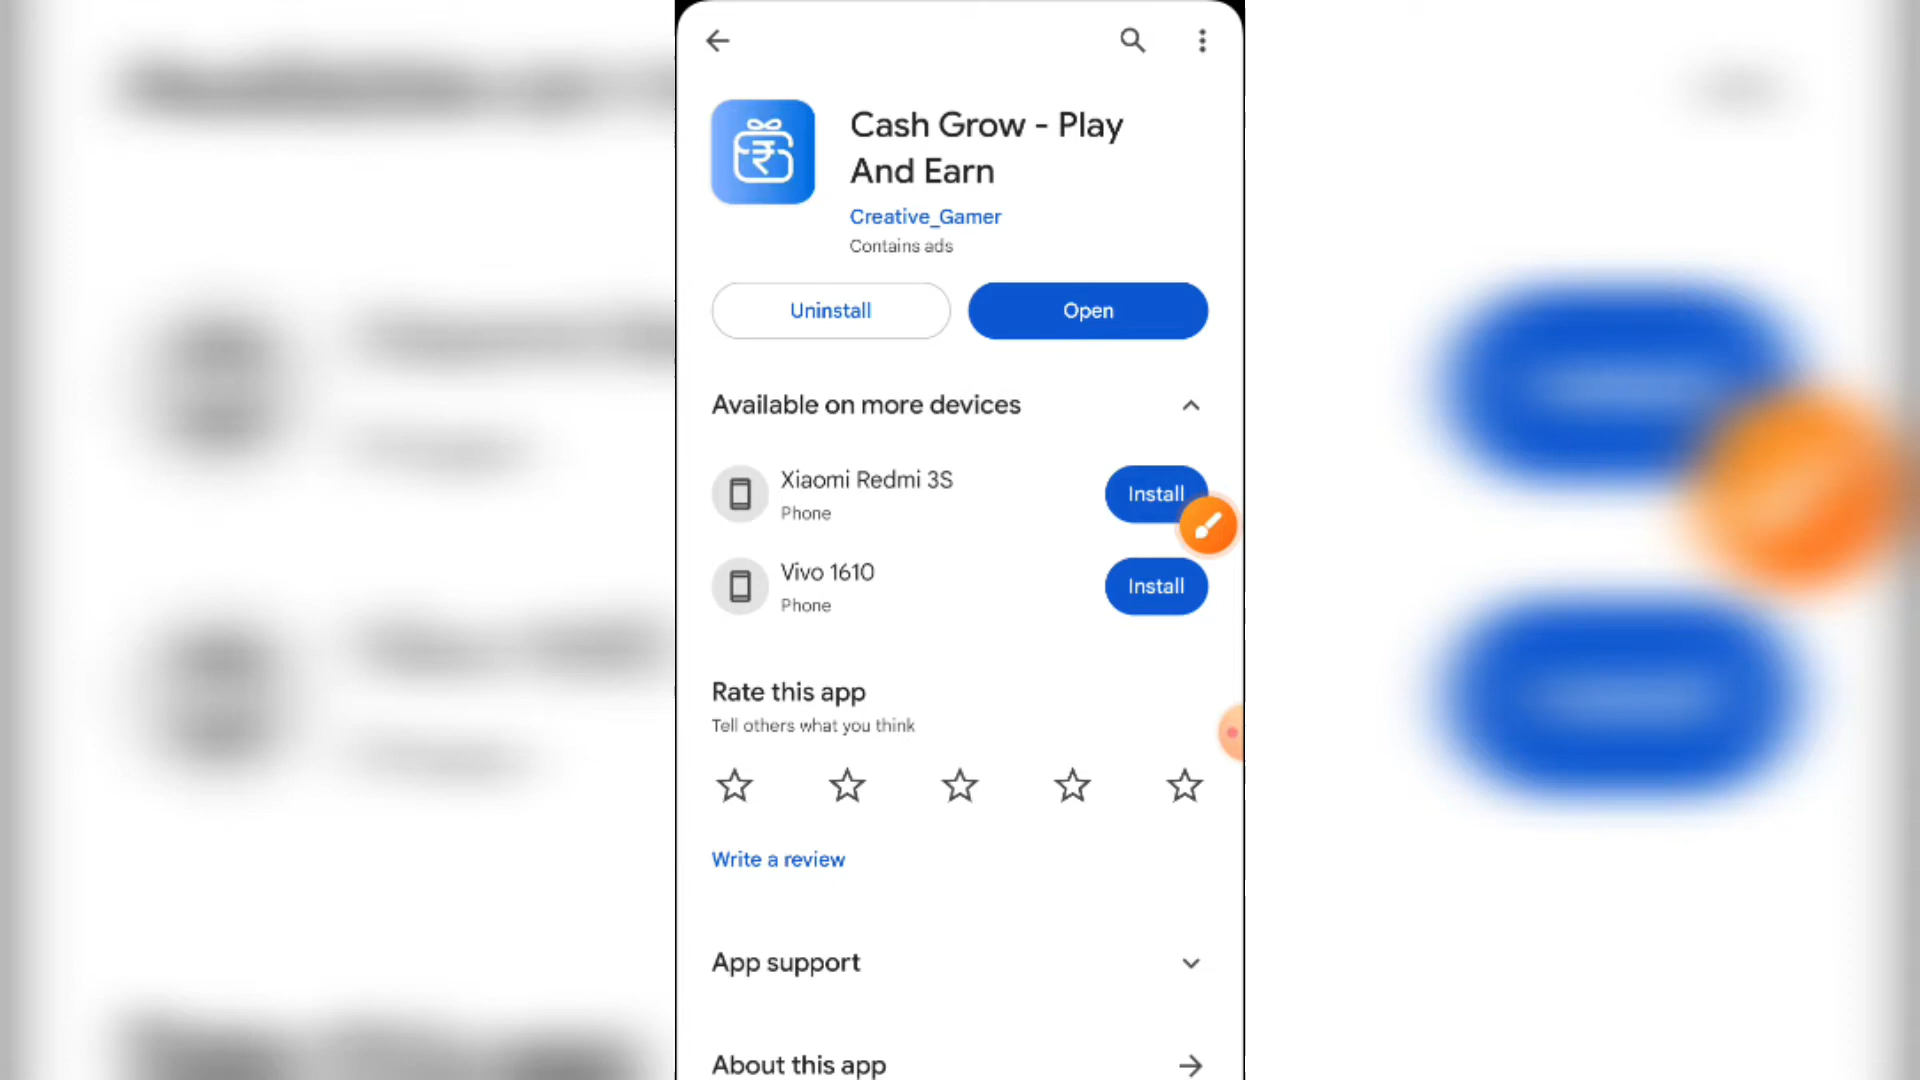 Cash Grow - Play
And Earn
Creative_Gamer
Contains ads
Uninstall
Open
Available on more devices
Xiaomi Redmi 3S
Phone
Install
Vivo 1610
Phone
Install
Rate this app
Tell others what you think
Write a review
App support
About this app